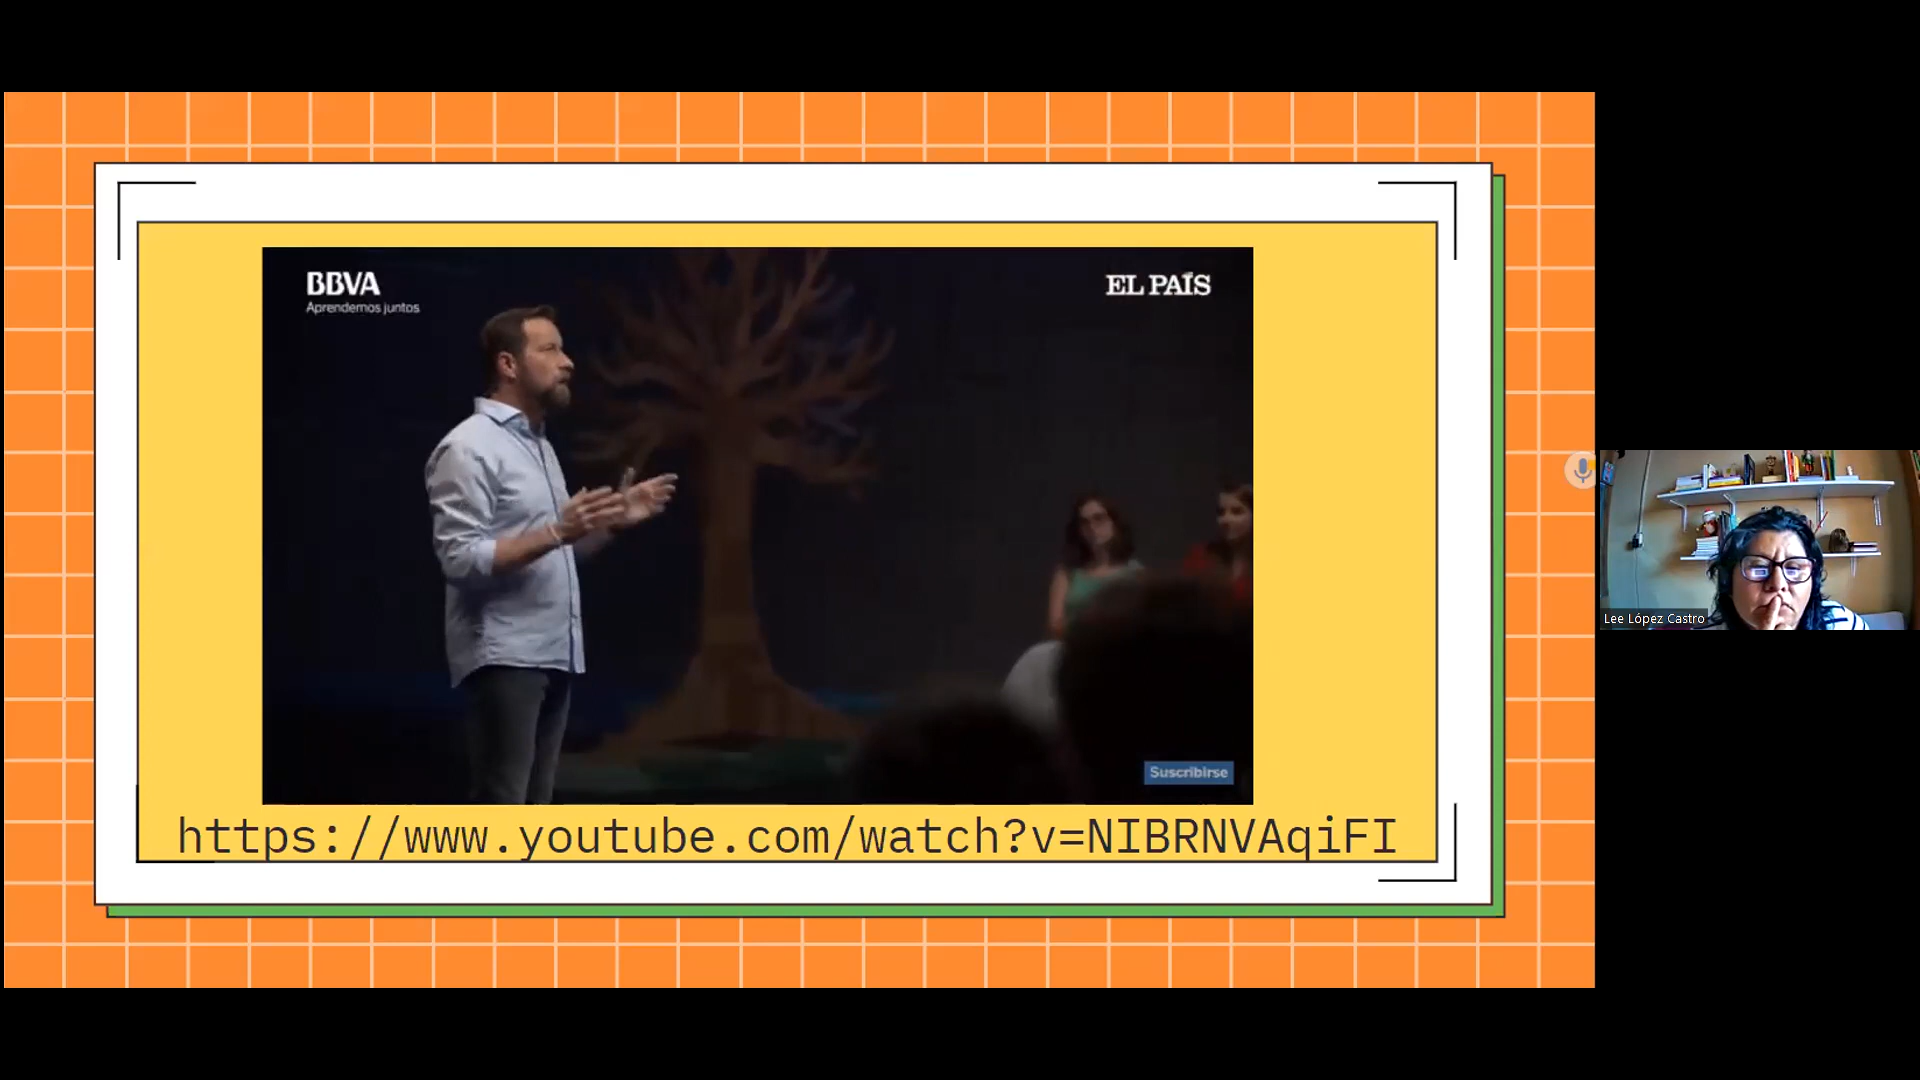 BBVA
Aprendemos juntos
EL PAÍS
Suscribirse
https://www.youtube.com/watch?v=NIBRNVAqiFI
Lee López Castro